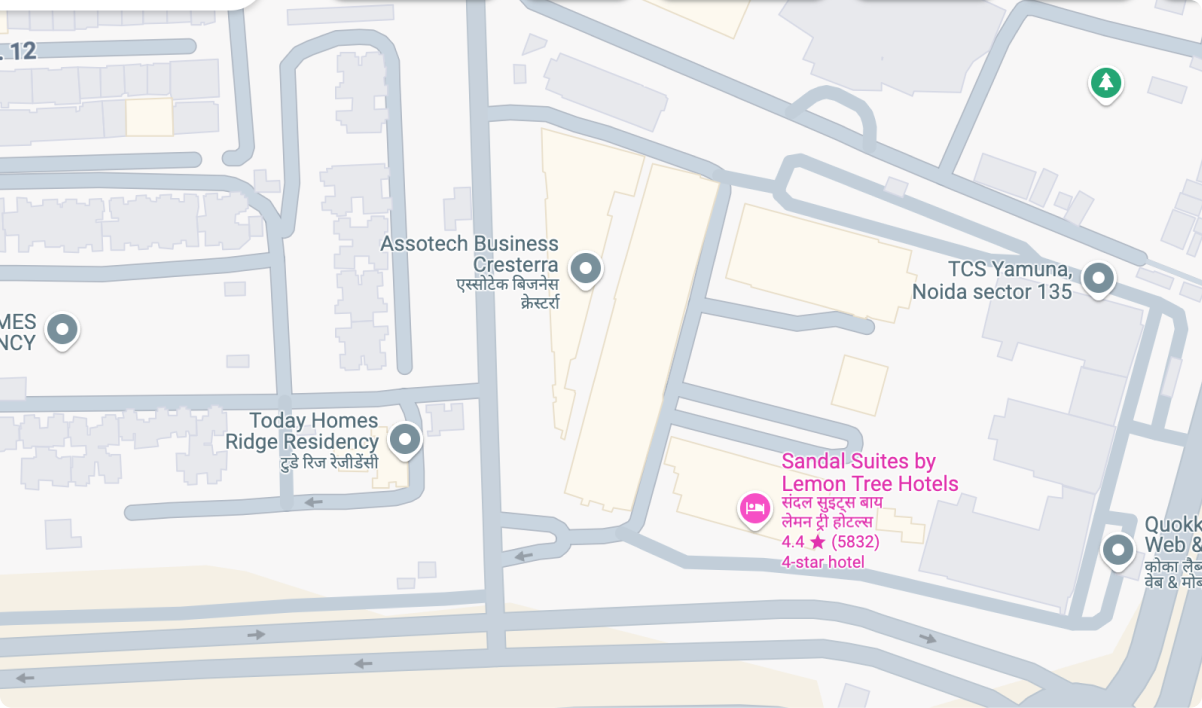 . 12
Assotech Business
Cresterra
एस्सोटेक बिजनेस
क्रेस्टर्रा
TCS Yamuna,
Noida sector 135
MES
NCY
Today Homes
Ridge Residency
टुडे रिज रेजीडेंसी
Sandal Suites by
Lemon Tree Hotels
संदल सुइट्स बाय
लेमन ट्री होटल्स
4.4 ★ (5832)
4-star hotel
Quokk
Web &
कोका लैब
वेब & मोब